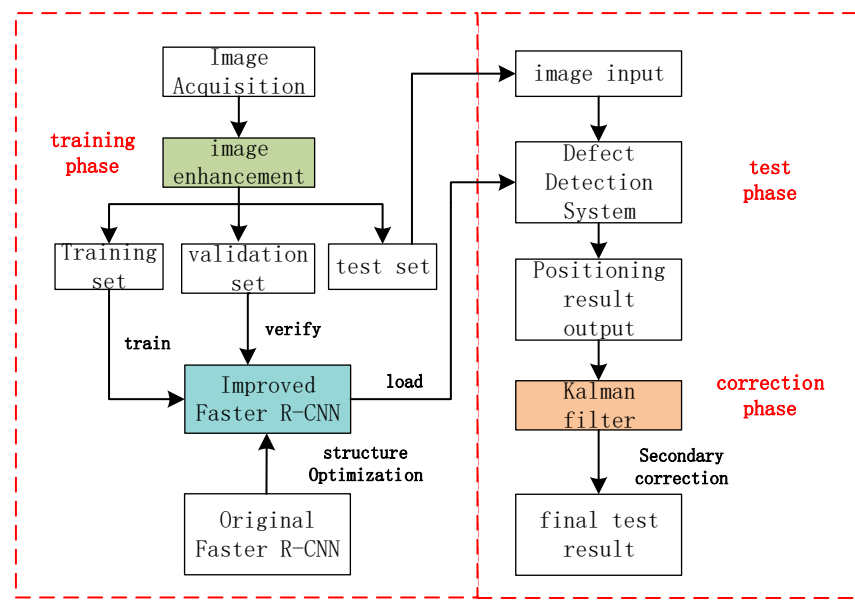 Image
Acquisition
training
phase
image
enhancement
Training
set
validation
set
test set
train
verify
Improved
Faster R-CNN
load
structure
Optimization
Original
Faster R-CNN
image input
Defect
Detection
System
test
phase
Positioning
result
output
Kalman
filter
correction
phase
Secondary
correction
final test
result